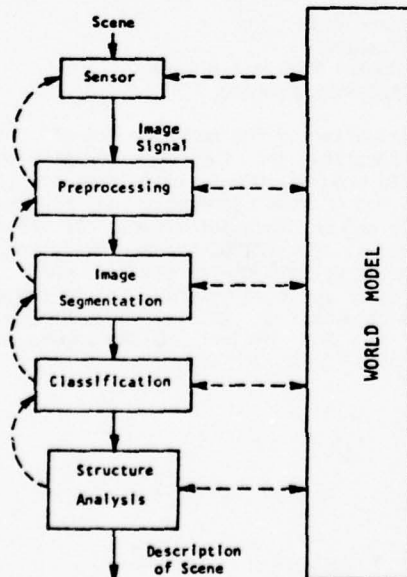 Scene
Sensor
Image
Signal
Preprocessing
Image
Segmentation
Classification
Structure
Analysis
Description
of Scene
WORLD MODEL